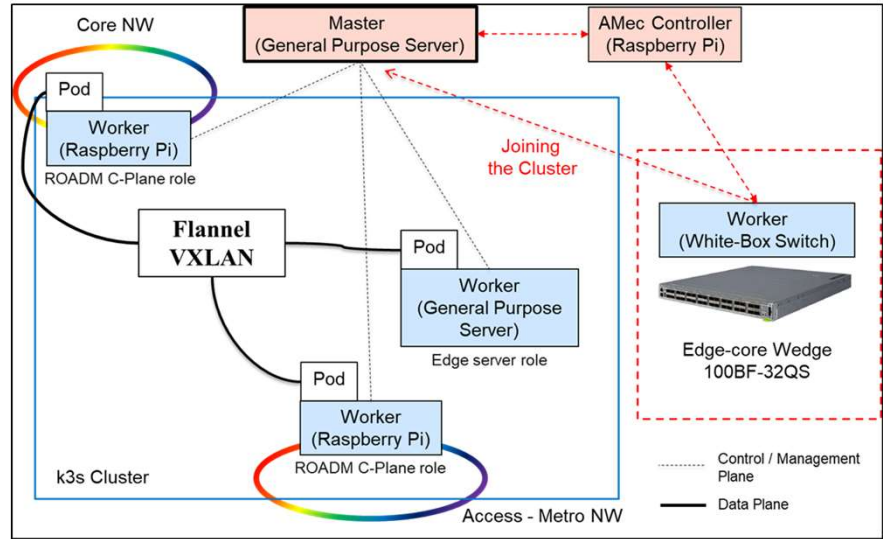 Core NW
Master
(General Purpose Server)
AMec Controller
(Raspberry Pi)
Pod
Worker
(Raspberry Pi)
ROADM C-Plane role
Joining
the Cluster
Flannel
VXLAN
Pod
Worker
(General Purpose
Server)
Edge server role
Worker
(White-Box Switch)
Edge-core Wedge
100BF-32QS
Pod
Worker
(Raspberry Pi)
ROADM C-Plane role
k3s Cluster
Access - Metro NW
Control / Management
Plane
Data Plane